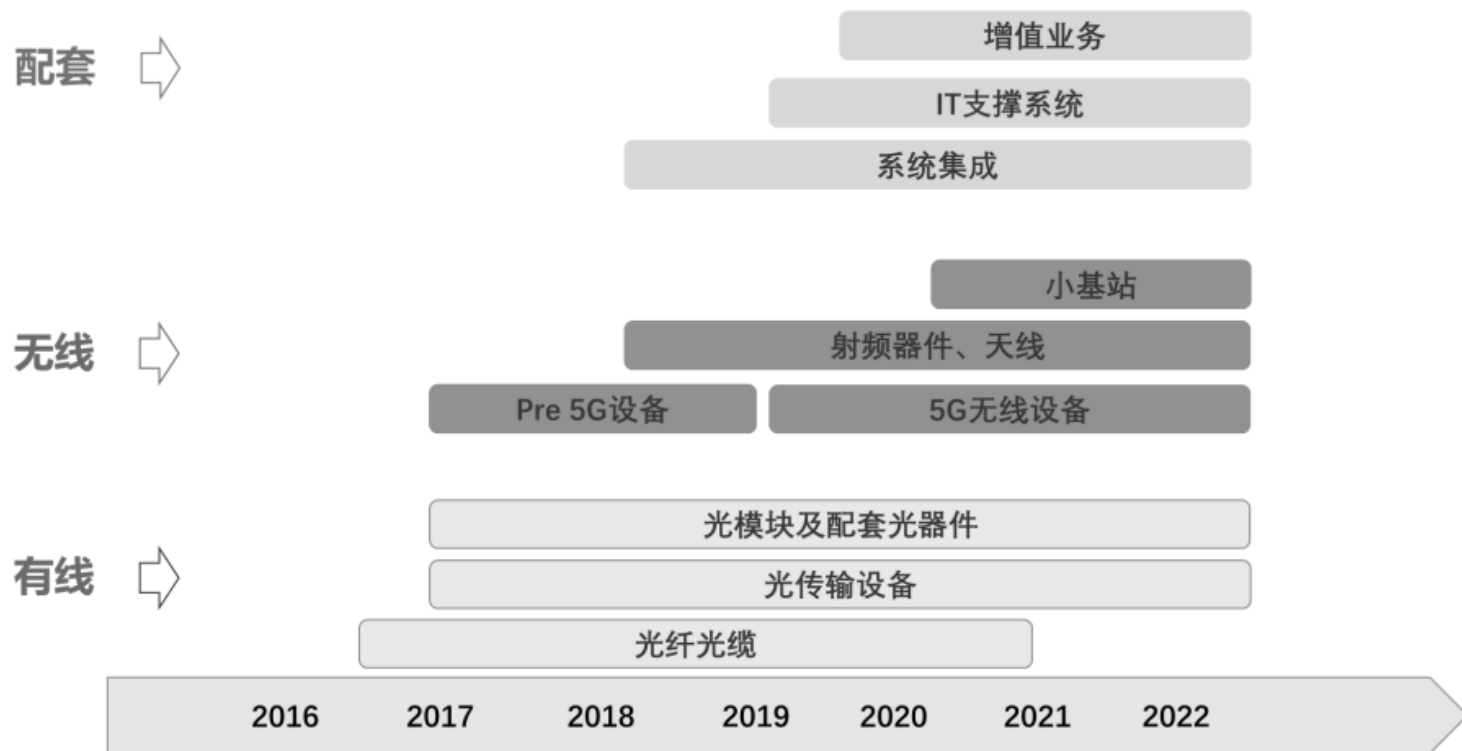 增值业务
配套
IT支撑系统
系统集成
小基站
无线
射频器件、天线
Pre 5G设备
5G无线设备
光模块及配套光器件
有线
光传输设备
光纤光缆
2016 2017 2018 2019 2020 2021 2022